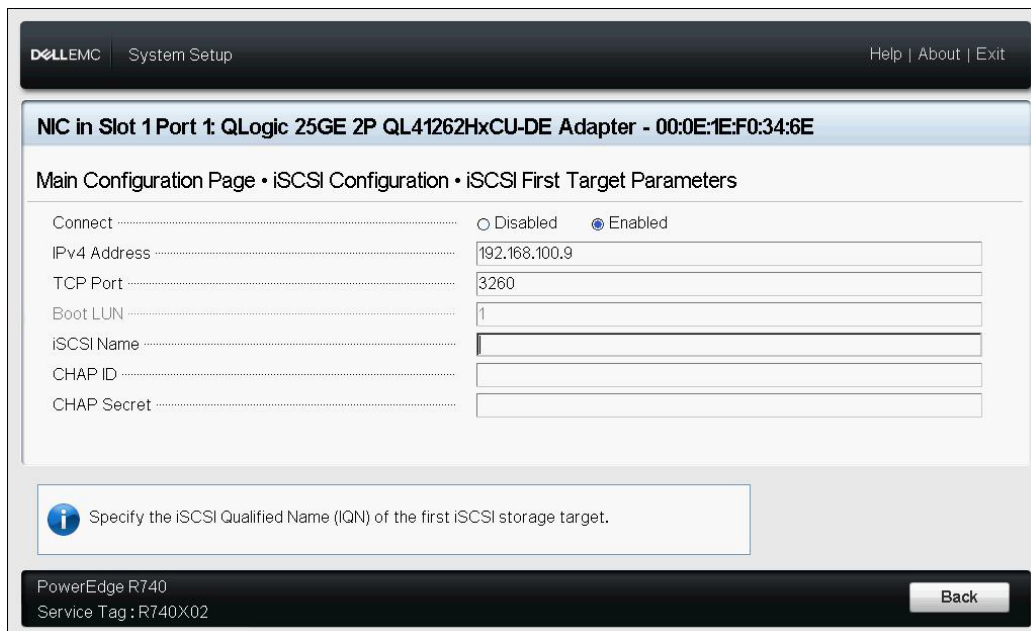 DELLEMC System Setup Help | About | Exit
NIC in Slot 1 Port 1: QLogic 25GE 2P QL41262HxCU-DE Adapter - 00:0E:1E:F0:34:6E
Main Configuration Page • iSCSI Configuration • iSCSI First Target Parameters
Connect Disabled Enabled
IPv4 Address 192.168.100.9
TCP Port 3260
Boot LUN 1
iSCSI Name
CHAP ID
CHAP Secret
Specify the iSCSI Qualified Name (IQN) of the first iSCSI storage target.
PowerEdge R740
Service Tag : R740X02
Back